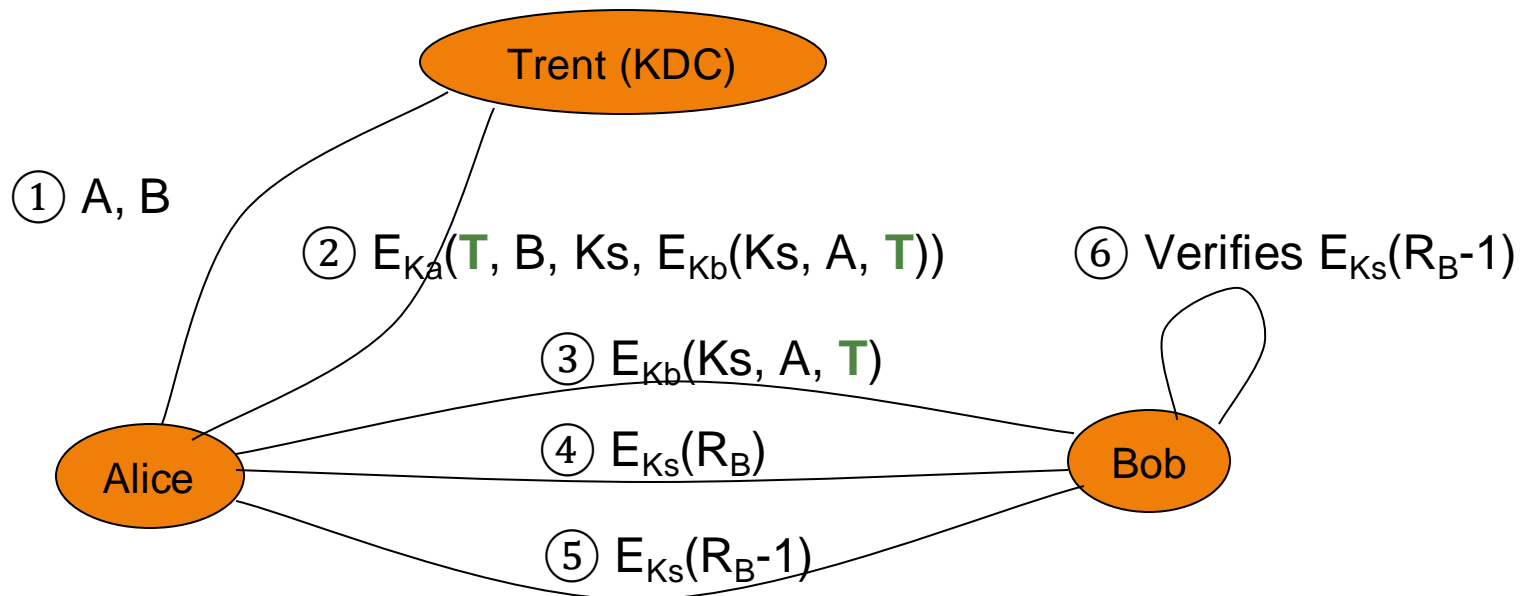 Trent (KDC)
① A, B
② E_Ka(T, B, Ks, E_Kb(Ks, A, T))
⑥ Verifies E_Ks(R_B-1)
③ E_Kb(Ks, A, T)
④ E_Ks(R_B)
Alice
Bob
⑤ E_Ks(R_B-1)